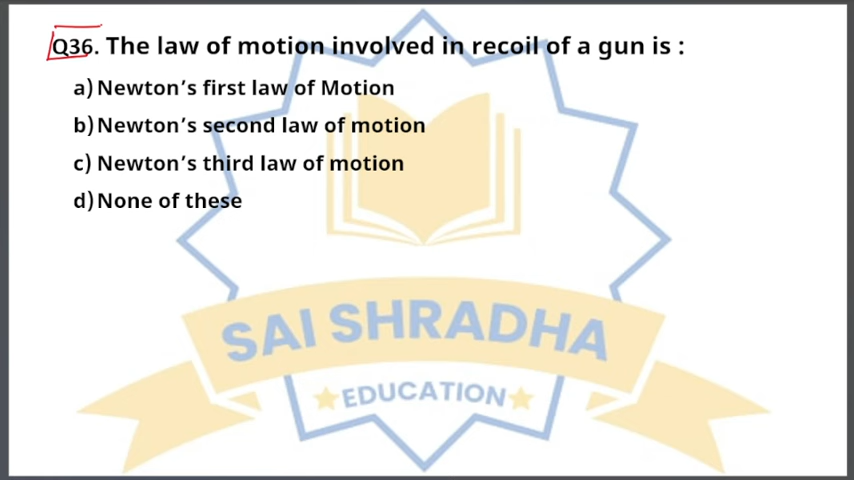 Q36. The law of motion involved in recoil of a gun is :
a) Newton's first law of Motion
b) Newton's second law of motion
c) Newton's third law of motion
d) None of these
SAI SHRADHA
EDUCATION